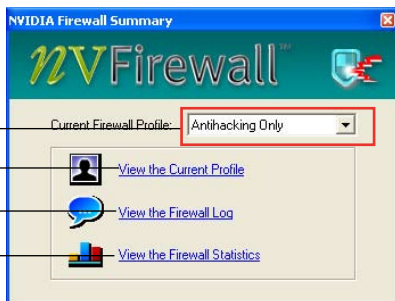 NVIDIA Firewall Summary
nVFirewall℠
Current Firewall Profile: Antihacking Only
View the Current Profile
View the Firewall Log
View the Firewall Statistics